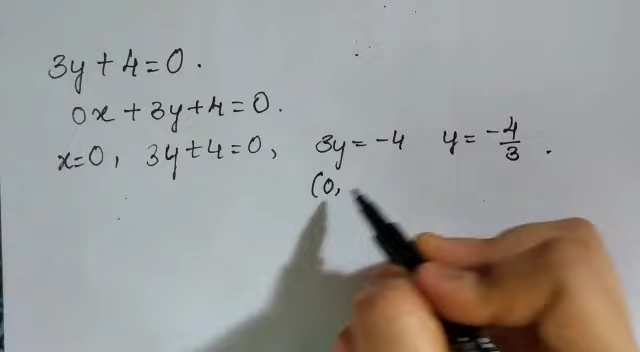 3y + 4 = 0.
0x + 3y + 4 = 0.
x = 0, 3y + 4 = 0, 3y = -4 y = -4/3.
(0,